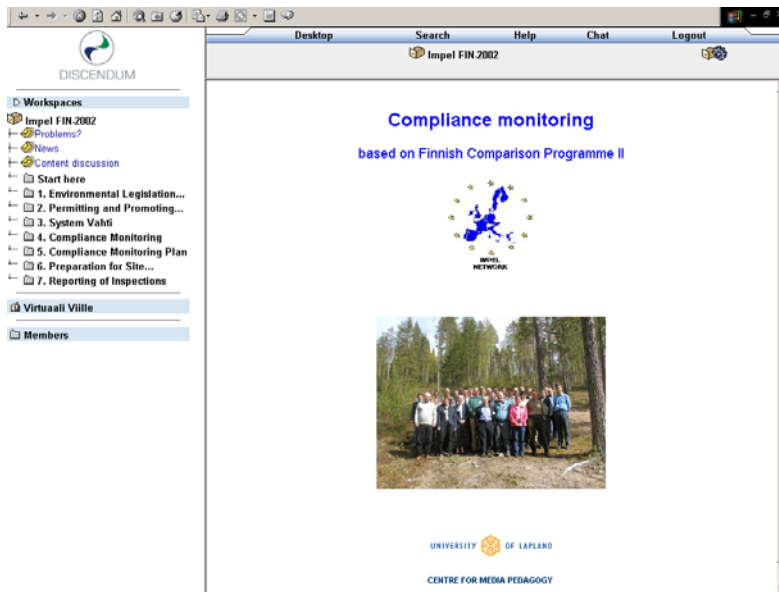 Desktop Search Help Chat Logout
Impel FIN-2002
DISCENDUM
Workspaces
Impel FIN-2002
Problems?
News
Content discussion
Start here
1. Environmental Legislation...
2. Permitting and Promoting...
3. System Vahti
4. Compliance Monitoring
5. Compliance Monitoring Plan
6. Preparation for Site...
7. Reporting of Inspections
Virtuaali Viille
Members
Compliance monitoring
based on Finnish Comparison Programme II
IMPEL
NETWORK
UNIVERSITY OF LAPLAND
CENTRE FOR MEDIA PEDAGOGY